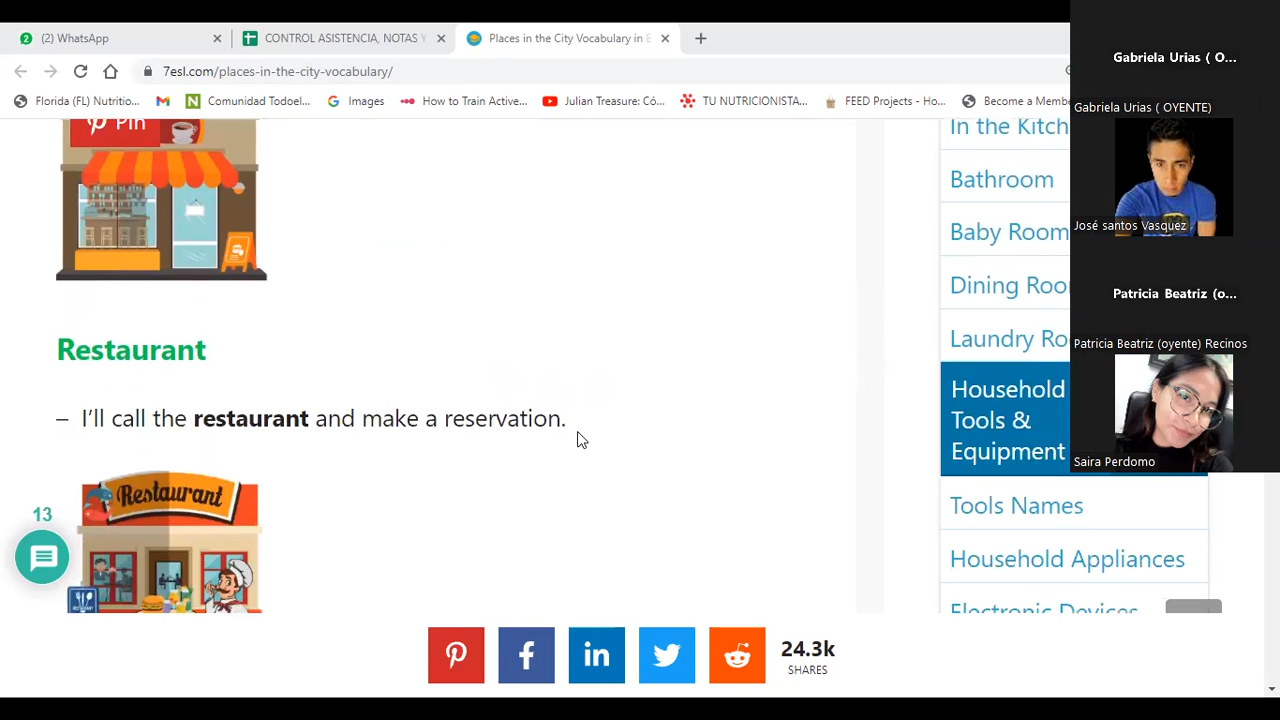 (2) WhatsApp
CONTROL ASISTENCIA, NOTAS Y
Places in the City Vocabulary in E
7esl.com/places-in-the-city-vocabulary/
Florida (FL) Nutritio...
Comunidad Todoel...
Images
How to Train Active...
Julian Treasure: Có...
TU NUTRICIONISTA...
FEED Projects - Ho...
Become a Membe
Gabriela Urias ( O...
Gabriela Urias ( OYENTE)
José santos Vasquez
Patricia Beatriz (o...
Patricia Beatriz (oyente) Recinos
Saira Perdomo
Pin
Restaurant
– I’ll call the restaurant and make a reservation.
Restaurant
13
In the Kitch
Bathroom
Baby Room
Dining Roo
Laundry Ro
Household
Tools &
Equipment
Tools Names
Household Appliances
Electronic Devices
24.3k
SHARES